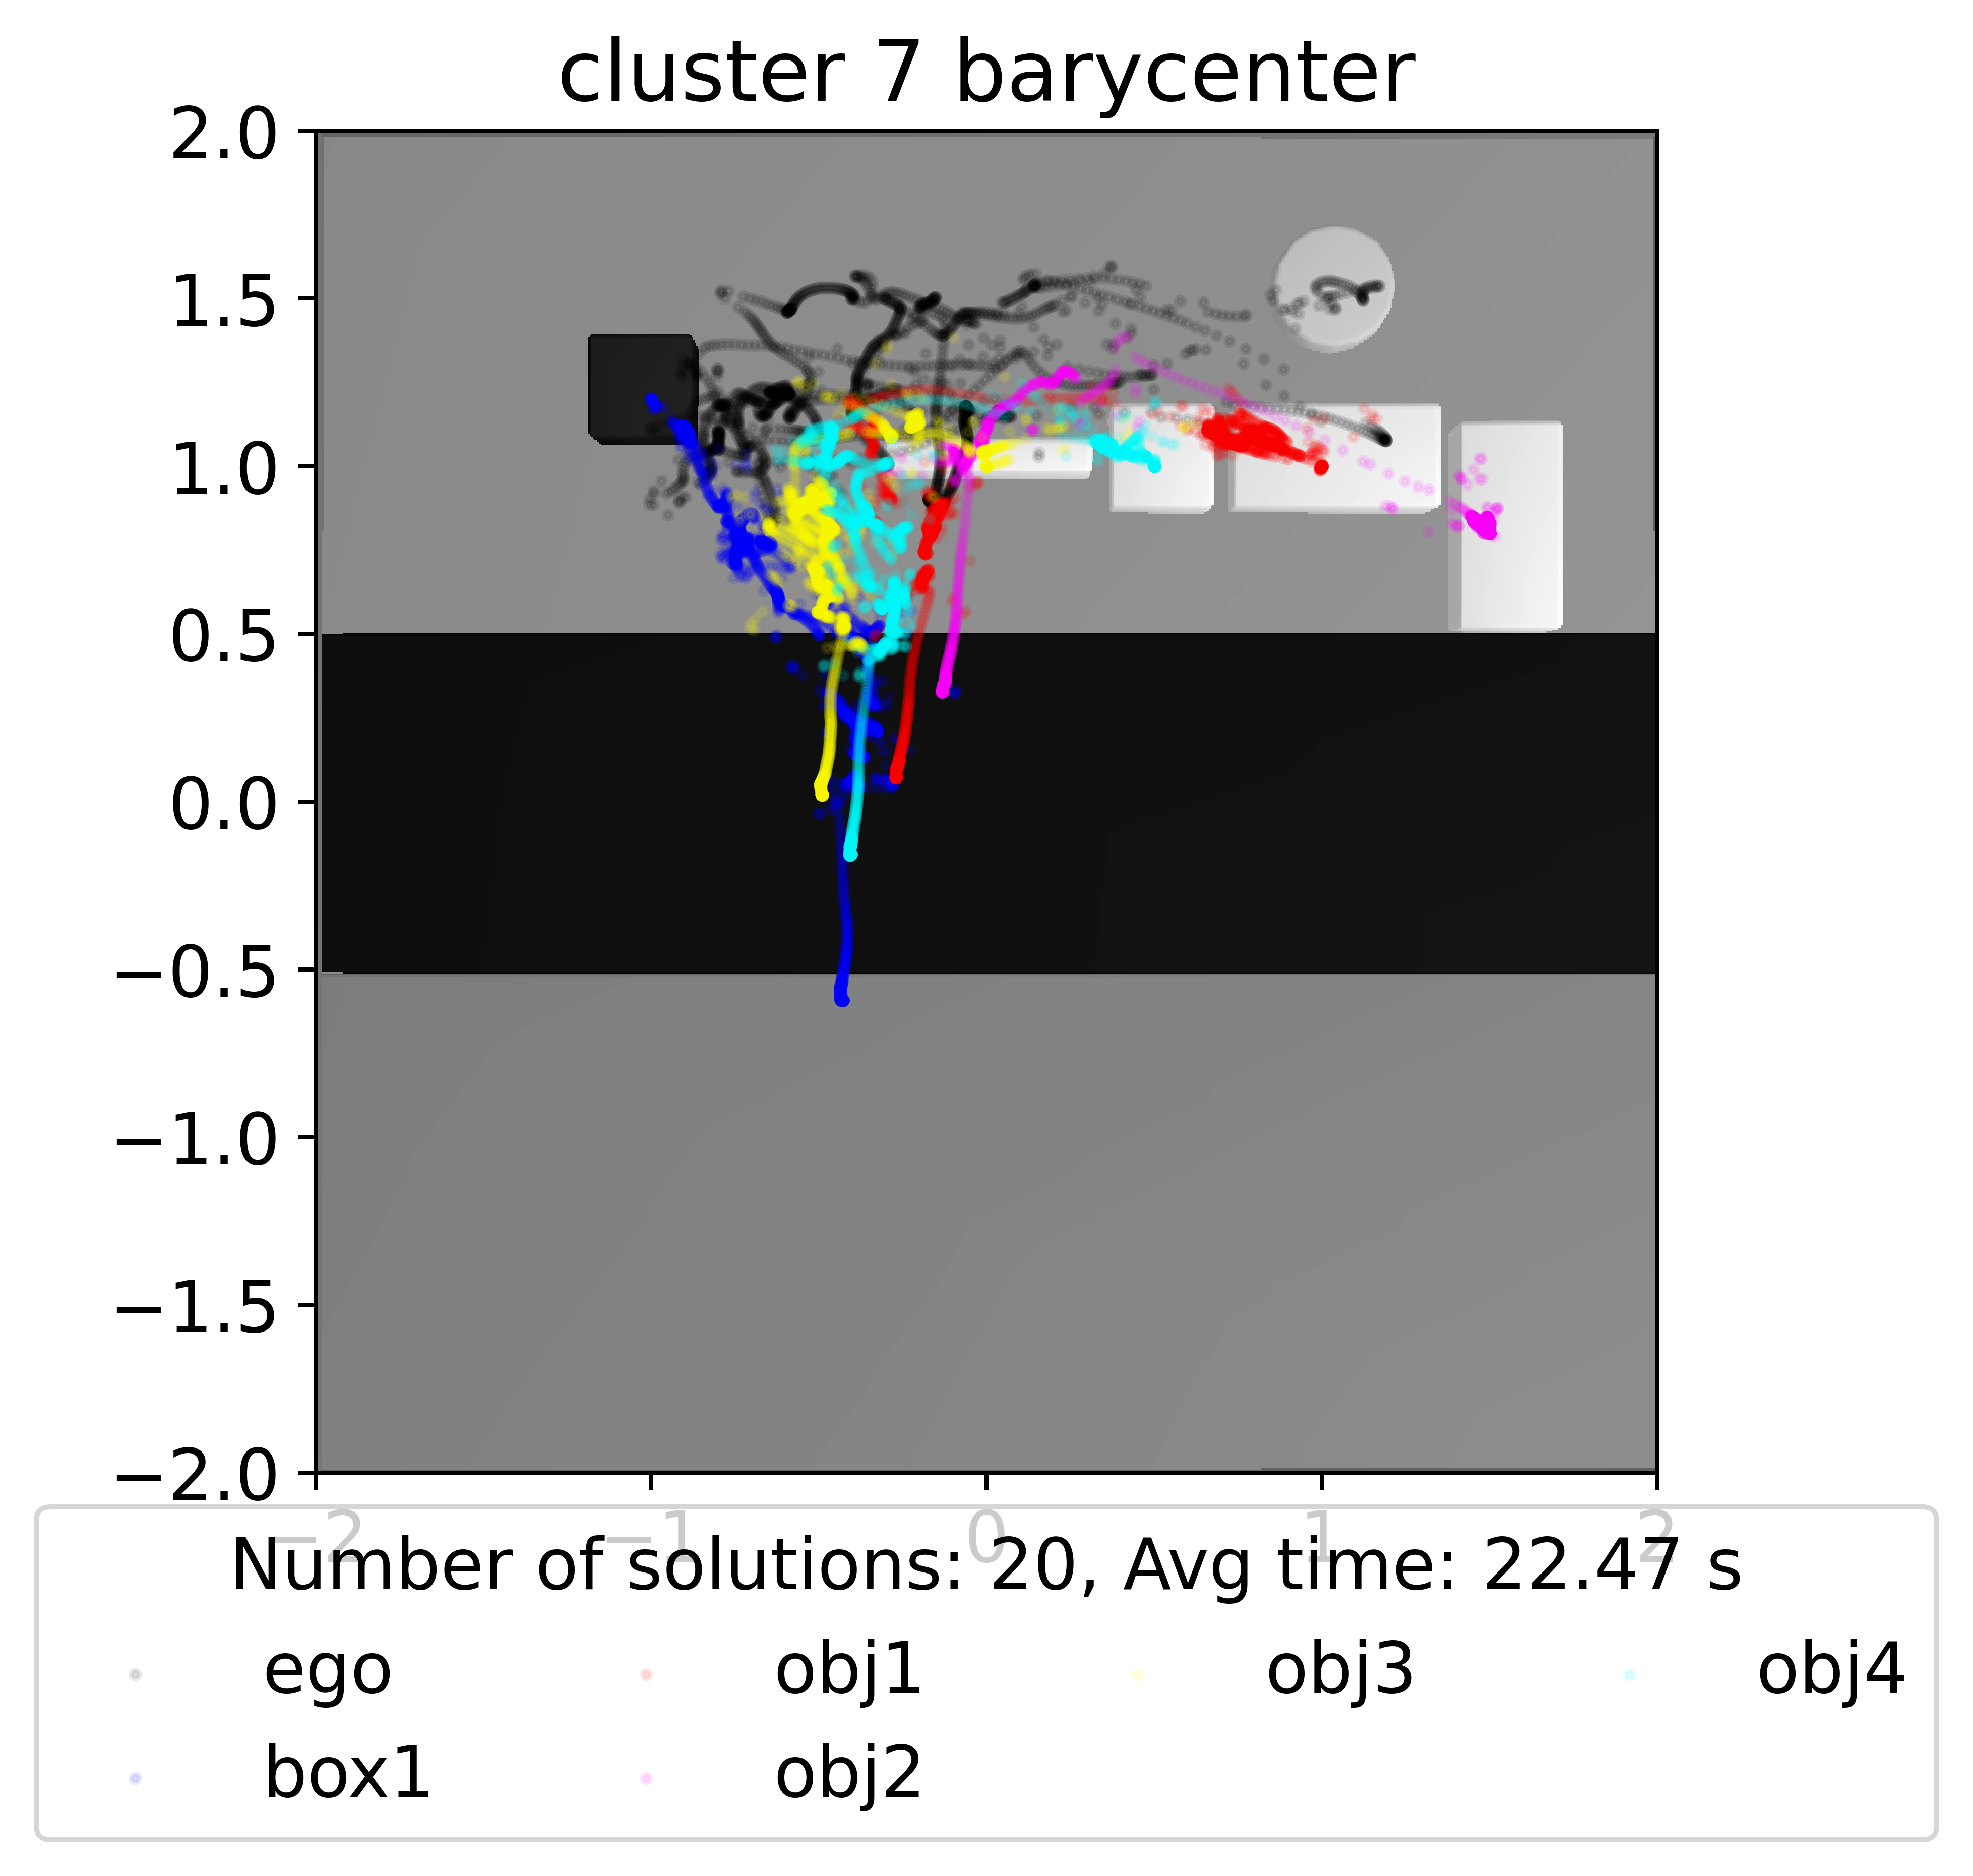 cluster 7 barycenter
2.0
1.5
1.0
0.5
0.0
−0.5
−1.0
−1.5
−2.0
−2 −1 0 1 2
Number of solutions: 20, Avg time: 22.47 s
ego obj1 obj3 obj4
box1 obj2